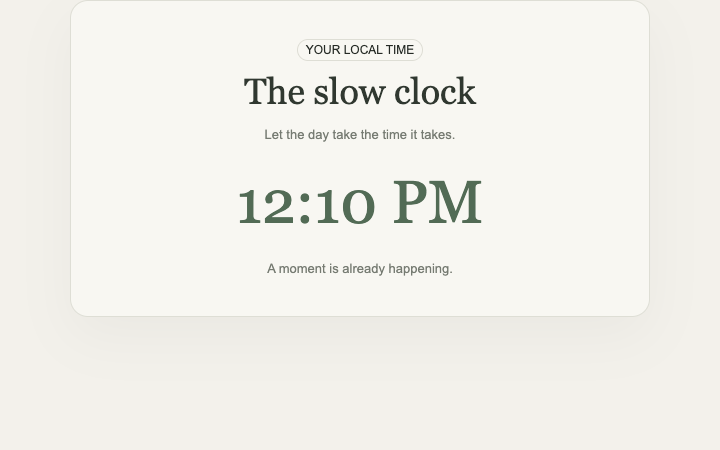 YOUR LOCAL TIME
The slow clock
Let the day take the time it takes.
12:10 PM
A moment is already happening.